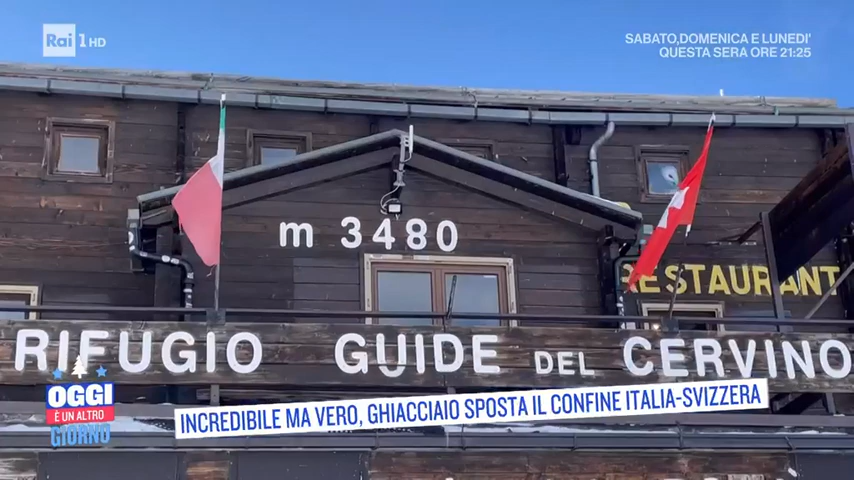 Rai 1 HD
SABATO,DOMENICA E LUNEDI'
QUESTA SERA ORE 21:25
m 3480
RESTAURANT
RIFUGIO GUIDE DEL CERVINO
OGGI
È UN ALTRO
GIORNO
INCREDIBILE MA VERO, GHIACCIAIO SPOSTA IL CONFINE ITALIA-SVIZZERA